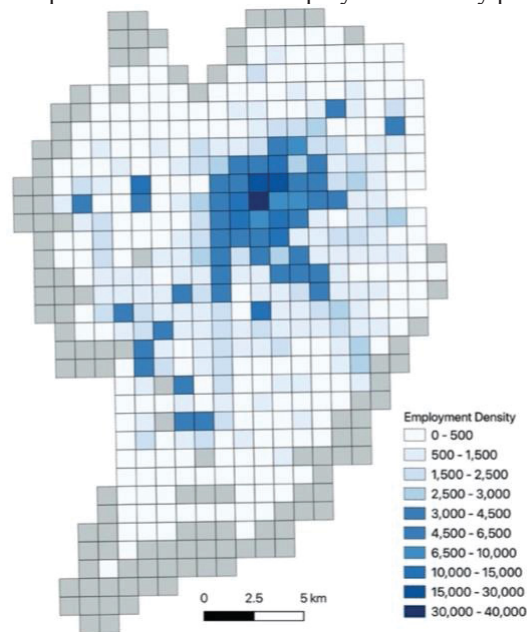 Employment Density
0 - 500
500 - 1,500
1,500 - 2,500
2,500 - 3,000
3,000 - 4,500
4,500 - 6,500
6,500 - 10,000
10,000 - 15,000
15,000 - 30,000
30,000 - 40,000
0 2.5 5 km